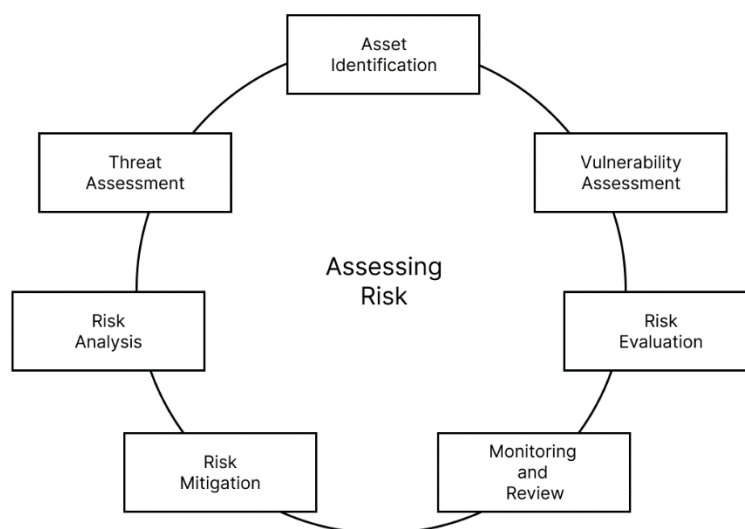 Asset
Identification
Threat
Assessment
Vulnerability
Assessment
Assessing
Risk
Risk
Analysis
Risk
Evaluation
Risk
Mitigation
Monitoring
and
Review